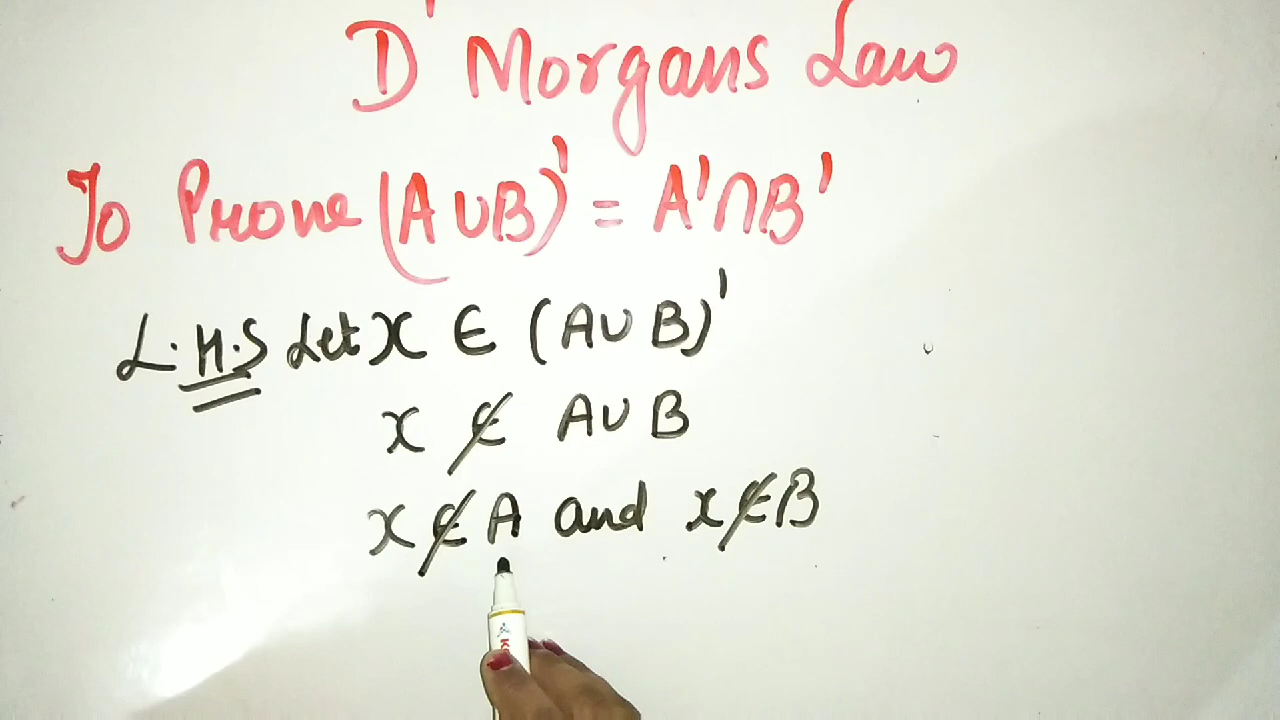 D' Morgans Law
To Prove (A∪B)' = A'∩B'
L.H.S Let x ∈ (A∪B)'
x ∉ A∪B
x ∉ A and x ∉ B